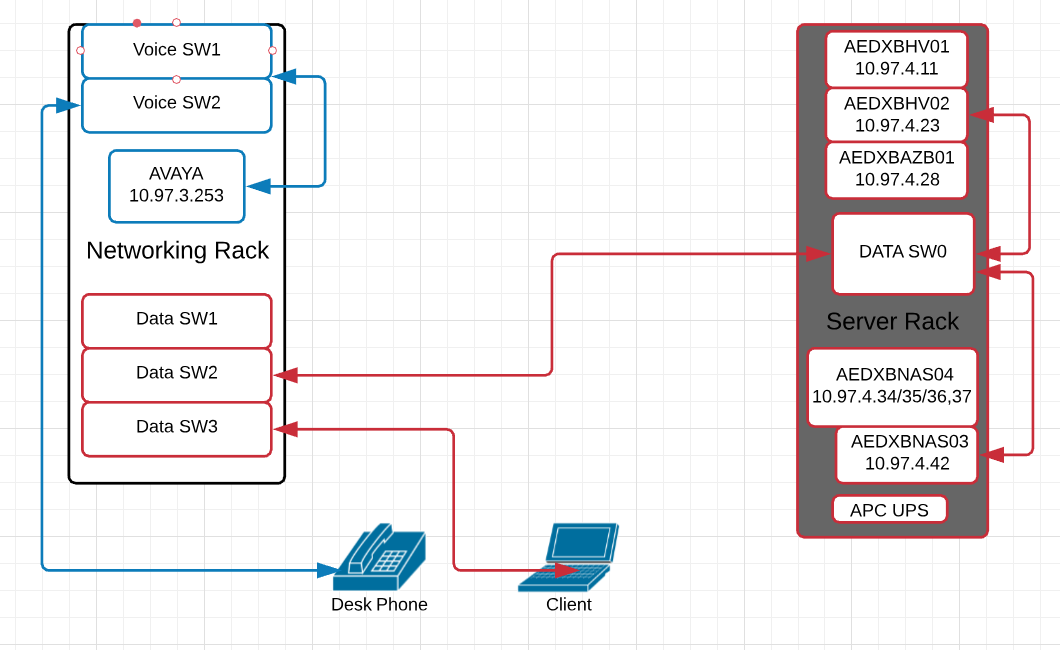 Voice SW1
Voice SW2
AVAYA
10.97.3.253
Networking Rack
Data SW1
Data SW2
Data SW3
Desk Phone
Client
AEDXBHV01
10.97.4.11
AEDXBHV02
10.97.4.23
AEDXBAZB01
10.97.4.28
DATA SW0
Server Rack
AEDXBNAS04
10.97.4.34/35/36,37
AEDXBNAS03
10.97.4.42
APC UPS